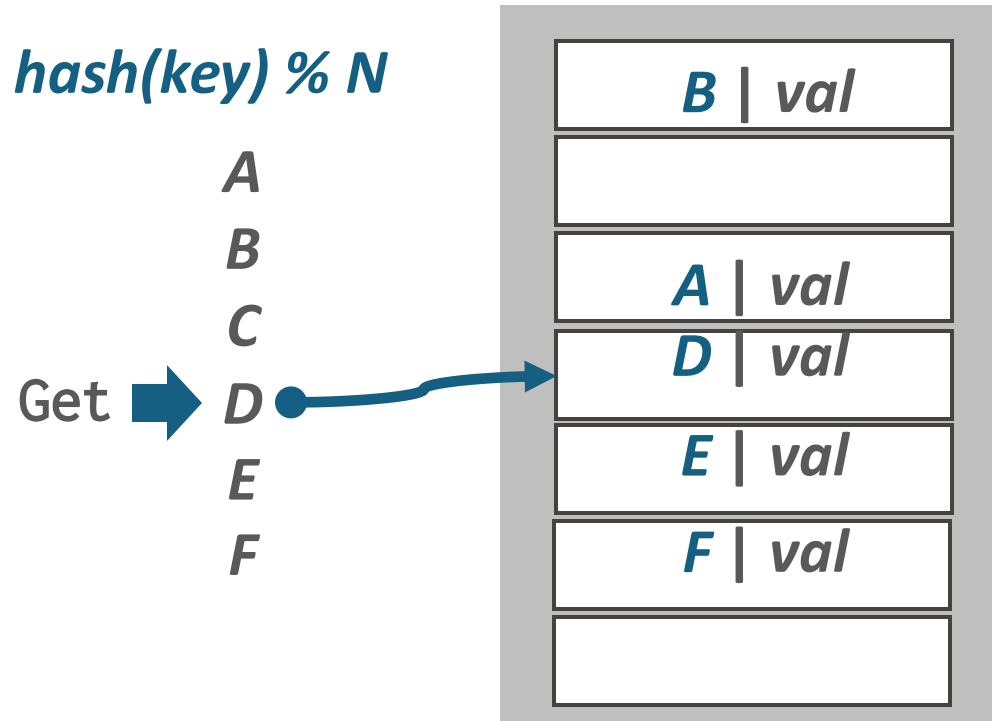 hash(key) % N
A
B
C
Get D
E
F
B | val
A | val
D | val
E | val
F | val